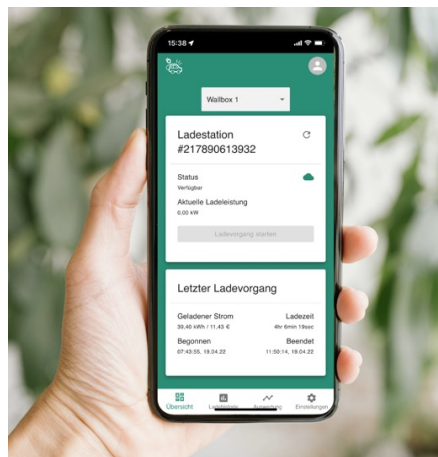 15:38
Wallbox 1
Ladestation
#217890613932
Status
Verfügbar
Aktuelle Ladeleistung
0.00 kW
Ladevorgang starten
Letzter Ladevorgang
Geladener Strom Ladezeit
39,40 kWh / 11,43 € 4hr 6min 19sec
Begonnen Beendet
07:43:55, 19.04.22 11:50:14, 19.04.22
Übersicht Auswertung Einstellungen